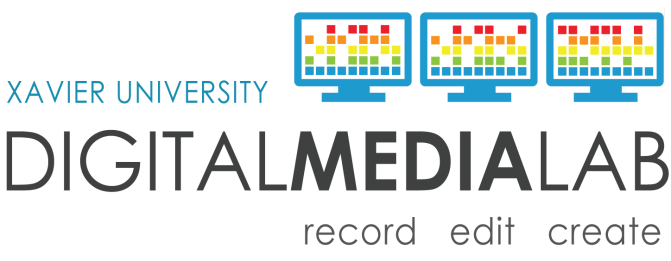 XAVIER UNIVERSITY
DIGITALMEDIALAB
record edit create